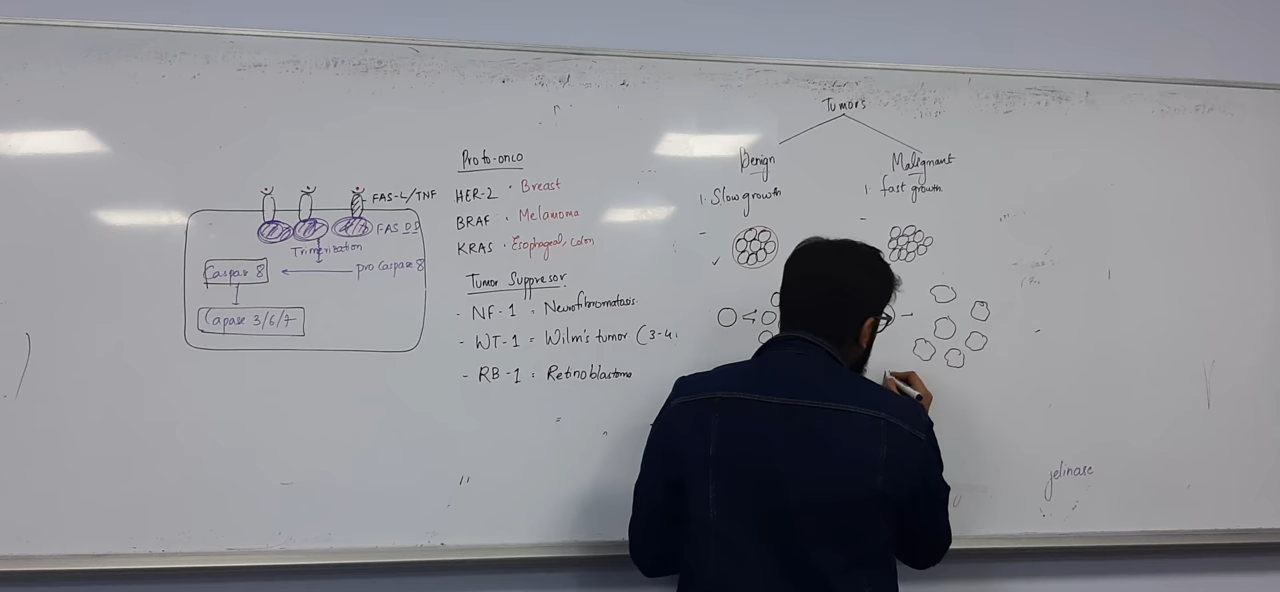 FAS-L/TNF
FAS DD
Trimerization
Caspase 8
pro Caspase 8
Capase 3/6/7
Proto-onco
HER-2 · Breast
BRAF · Melamoma
KRAS · Esophageal, colon
Tumor Suppresor
- NF-1 = Neurofibromatosis.
- WT-1 = Wilm's tumor (3-4
- RB-1 = Retinoblastoma
Tumors
Benign
1. Slow growth
Malignant
1. fast growth
jelinase